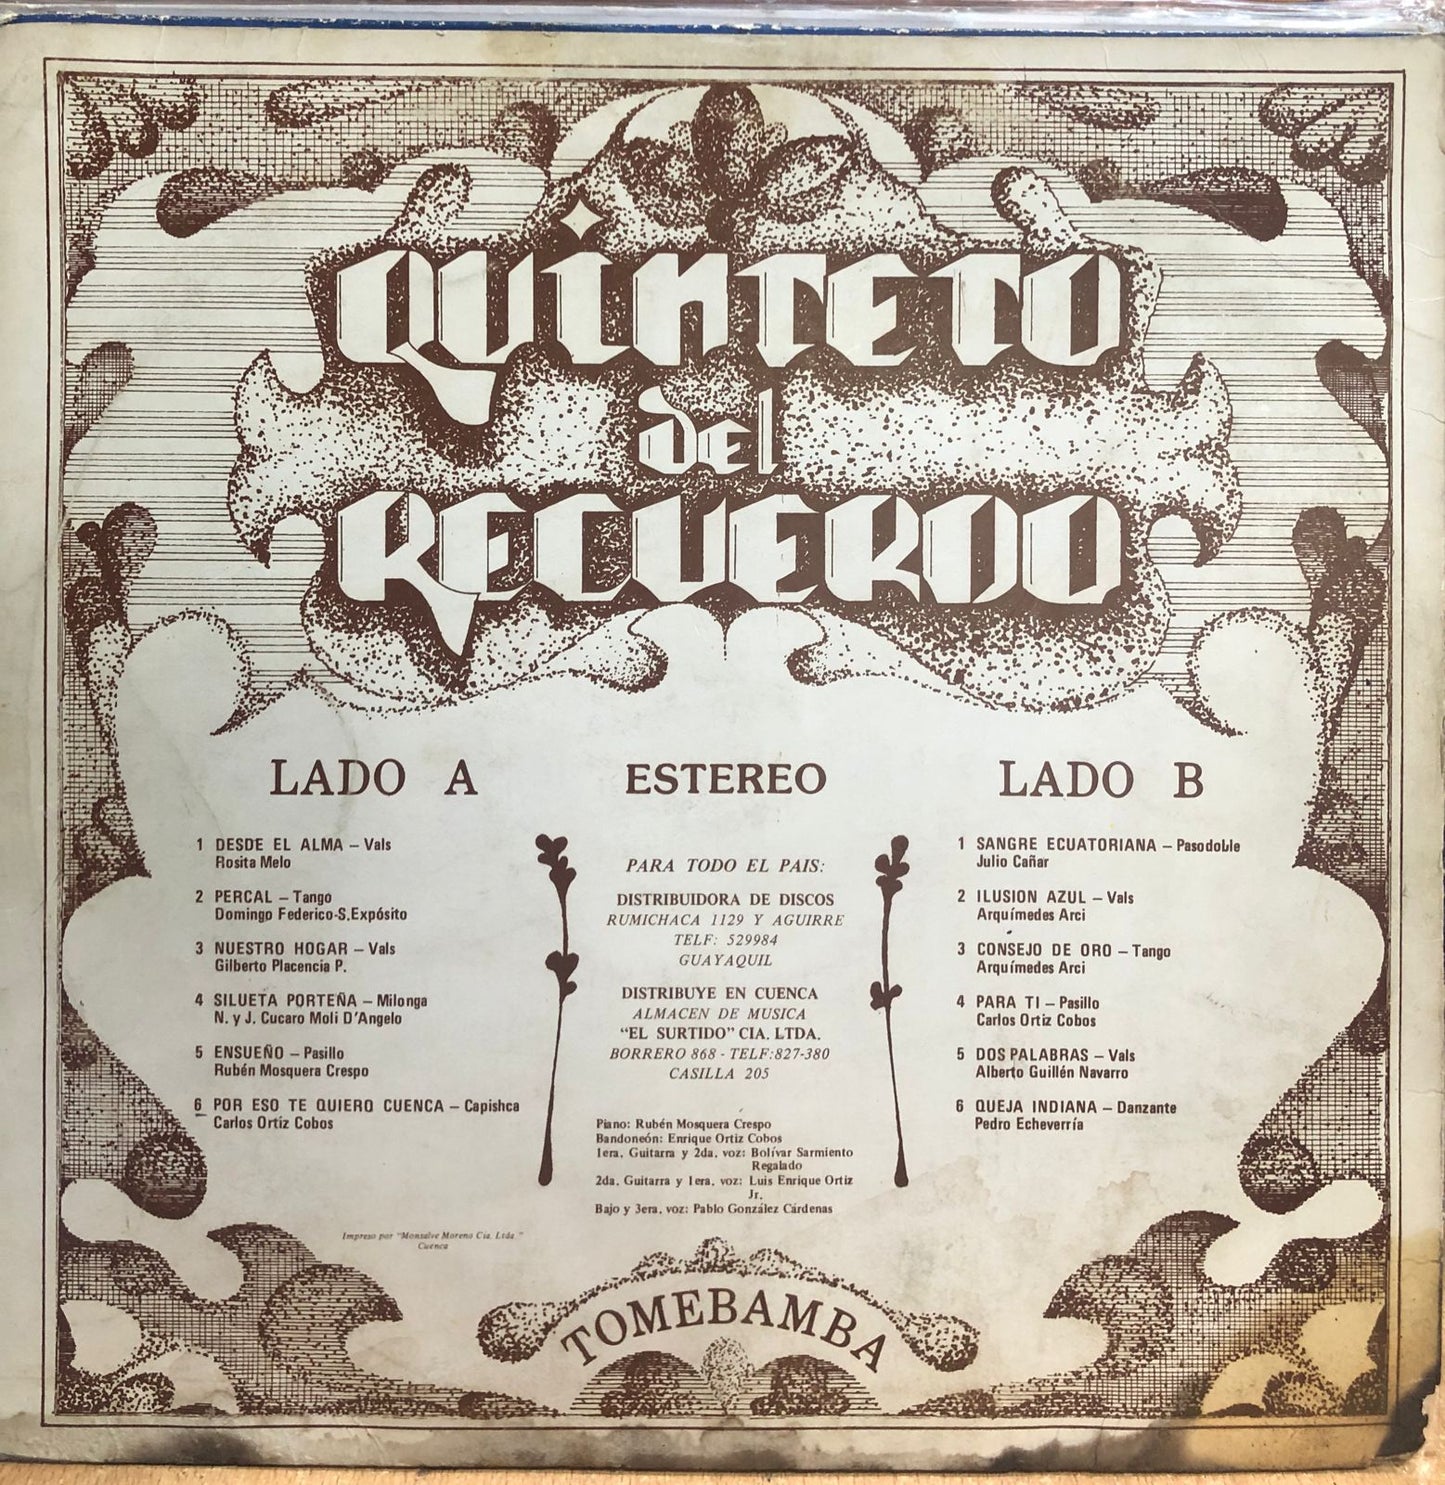 QUINTETO
del
RECUERDO
LADO A
1 DESDE EL ALMA – Vals
Rosita Melo
2 PERCAL – Tango
Domingo Federico-S.Expósito
3 NUESTRO HOGAR – Vals
Gilberto Placencia P.
4 SILUETA PORTEÑA – Milonga
N. y J. Cucaro Moli D'Angelo
5 ENSUEÑO – Pasillo
Rubén Mosquera Crespo
6 POR ESO TE QUIERO CUENCA – Capishca
Carlos Ortiz Cobos
Impreso por "Monsalve Moreno Cia. Ltda."
Cuenca
ESTEREO
PARA TODO EL PAIS:
DISTRIBUIDORA DE DISCOS
RUMICHACA 1129 Y AGUIRRE
TELF: 529984
GUAYAQUIL
DISTRIBUYE EN CUENCA
ALMACEN DE MUSICA
"EL SURTIDO" CIA. LTDA.
BORRERO 868 - TELF:827-380
CASILLA 205
Piano: Rubén Mosquera Crespo
Bandoneón: Enrique Ortiz Cobos
1era. Guitarra y 2da. voz: Bolívar Sarmiento
Regalado
2da. Guitarra y 1era. voz: Luis Enrique Ortiz
Jr.
Bajo y 3era. voz: Pablo González Cárdenas
LADO B
1 SANGRE ECUATORIANA – Pasodoble
Julio Cañar
2 ILUSION AZUL – Vals
Arquímedes Arci
3 CONSEJO DE ORO – Tango
Arquímedes Arci
4 PARA TI – Pasillo
Carlos Ortiz Cobos
5 DOS PALABRAS – Vals
Alberto Guillén Navarro
6 QUEJA INDIANA – Danzante
Pedro Echeverría
TOMEBAMBA